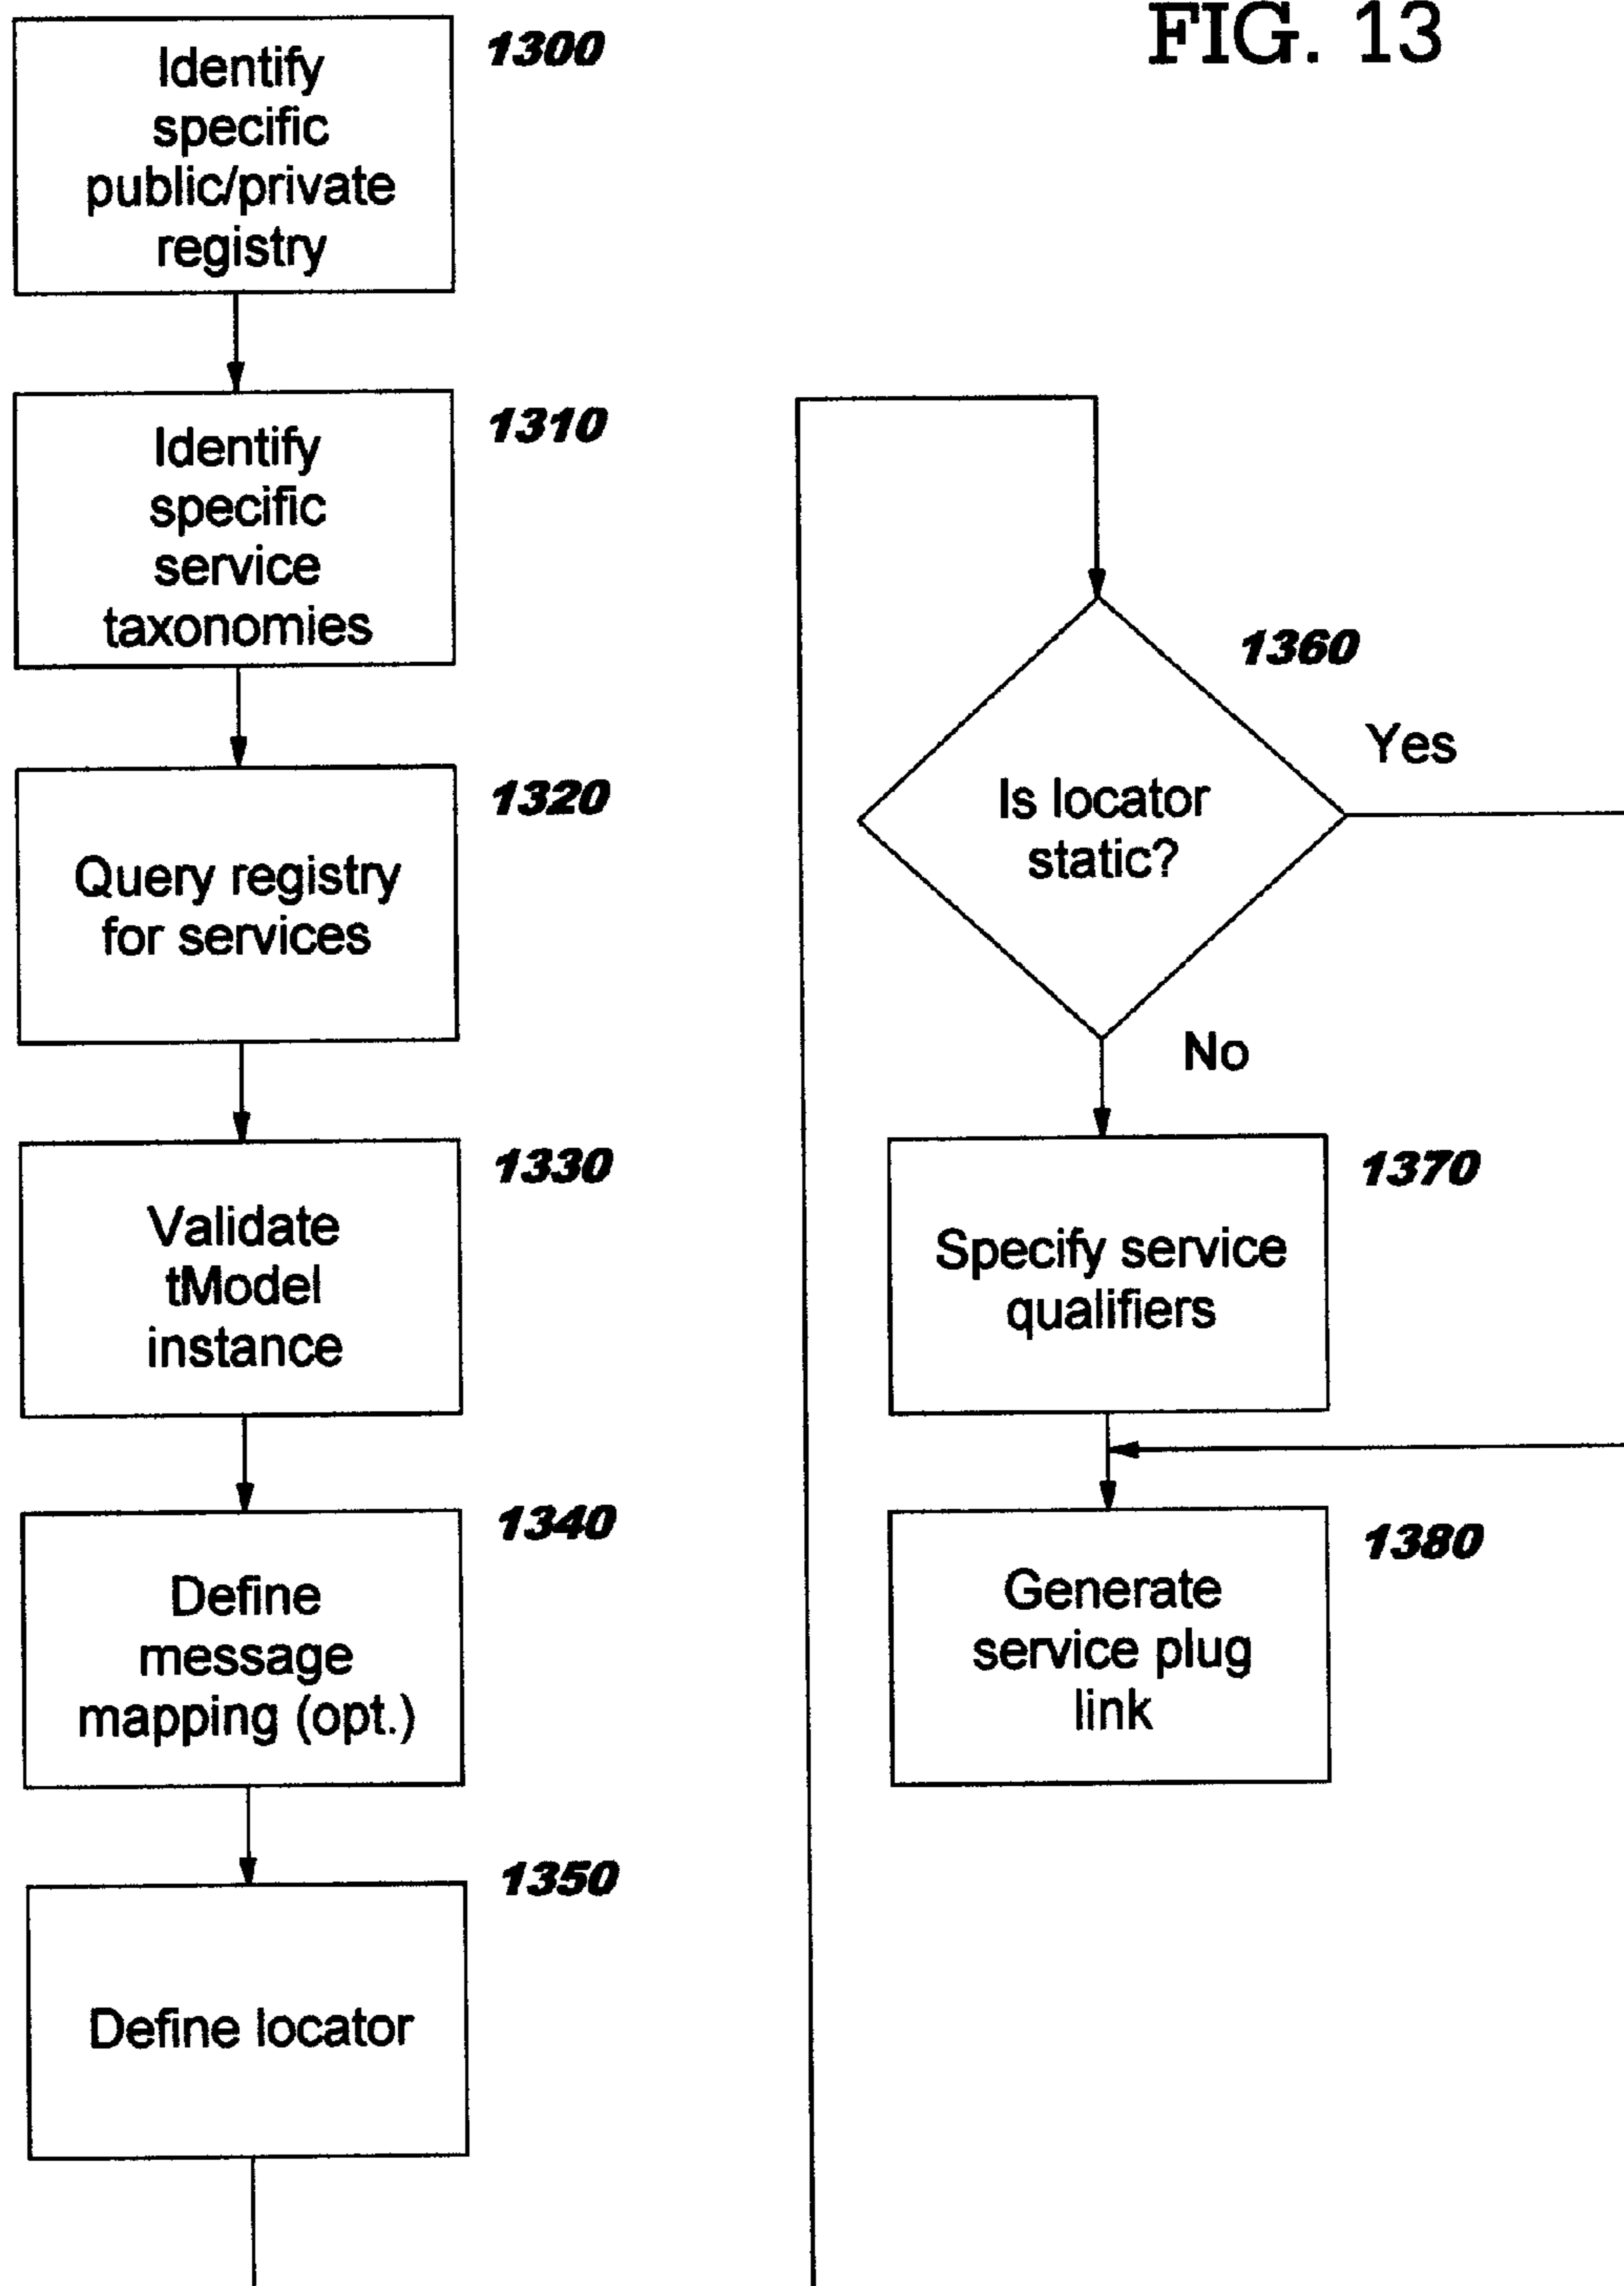 FIG. 13
1300
Identify
specific
public/private
registry
1310
Identify
specific
service
taxonomies
1320
Query registry
for services
1330
Validate
tModel
instance
1340
Define
message
mapping (opt.)
1350
Define locator
1360
Is locator
static?
Yes
No
1370
Specify service
qualifiers
1380
Generate
service plug
link